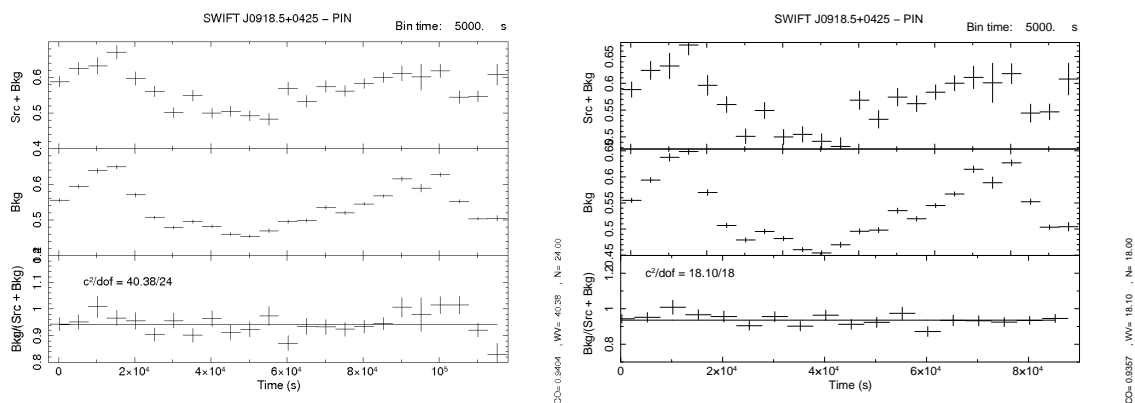 SWIFT J0918.5+0425 – PIN
Bin time: 5000. s
Src + Bkg
0.6
0.5
0.4
Bkg
0.6
0.5
Bkg/(Src + Bkg)
c²/dof = 40.38/24
1.1
1
0.9
0.8
0
2×10⁴
4×10⁴
6×10⁴
8×10⁴
10⁵
Time (s)
CO= 0.9404 , WV= 40.38 , N= 24.00
SWIFT J0918.5+0425 – PIN
Bin time: 5000. s
Src + Bkg
0.65
0.6
0.55
Bkg
0.65
0.6
0.55
0.5
0.45
Bkg/(Src + Bkg)
c²/dof = 18.10/18
1.20
1
0.8
0
2×10⁴
4×10⁴
6×10⁴
8×10⁴
Time (s)
CO= 0.9357 , WV= 18.10 , N= 18.00